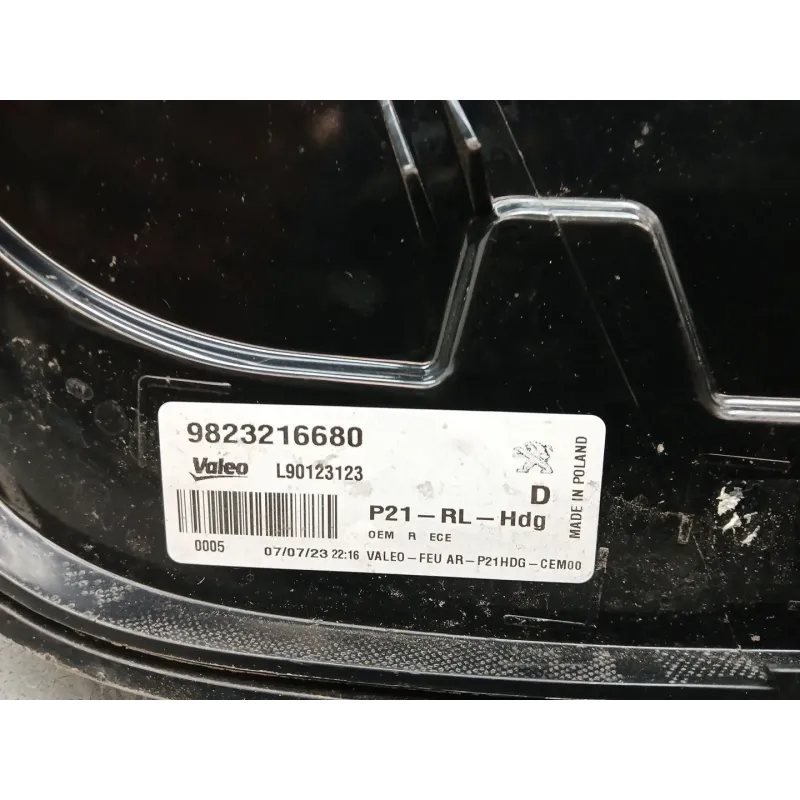 9823216680
Valeo L90123123
D
P21-RL-Hdg
OEM R ECE
0005 07/07/23 22:16 VALEO-FEU AR-P21HDG-CEM00
MADE IN POLAND